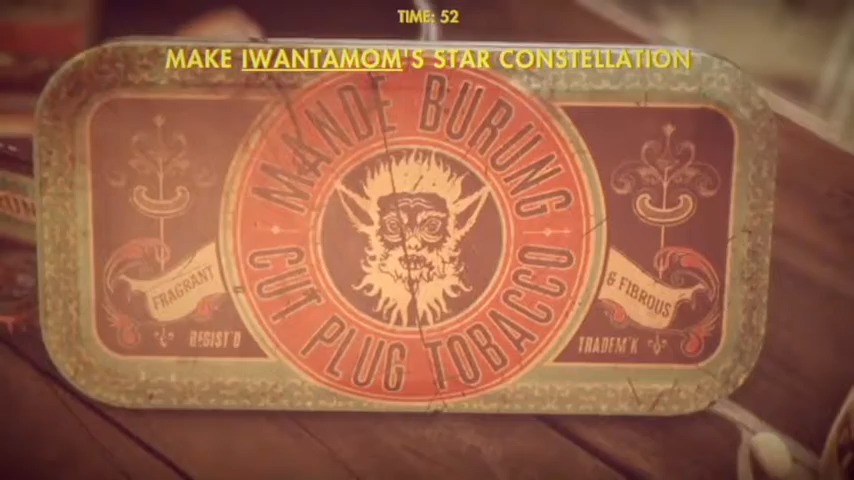 TIME: 52
MAKE IWANTAMOM'S STAR CONSTELLATION
MANDE BURUNG
FRAGRANT
& FIBROUS
REGIST'D
TRADEM'K
CUT PLUG TOBACCO